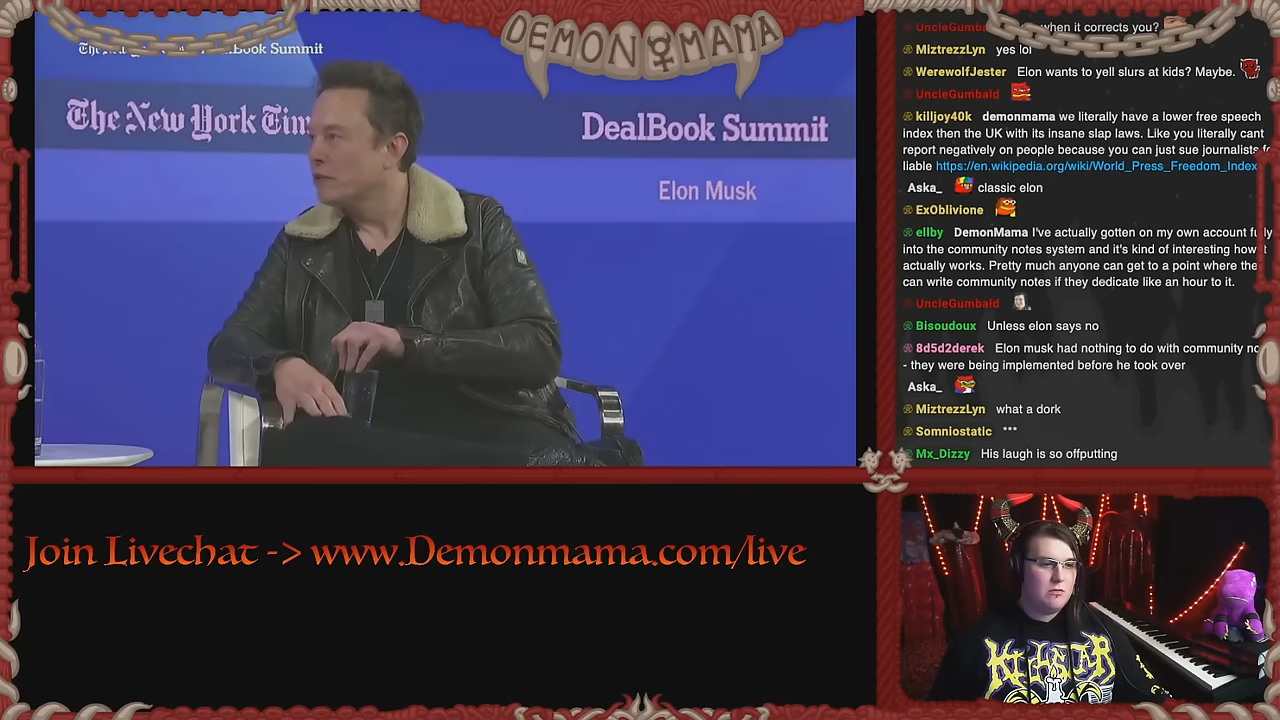 DealBook Summit
DEMON MAMA
The New York
DealBook Summit
Elon Musk
when it corrects you?
MiztrezzLyn yes lol
WerewolfJester Elon wants to yell slurs at kids? Maybe.
UncleGumbald
killjoy40k demonmama we literally have a lower free speech
index then the UK with its insane slap laws. Like you literally cant
report negatively on people because you can just sue journalists
liable https://en.wikipedia.org/wiki/World_Press_Freedom_Index
Aska_ classic elon
ExOblivione
ellby DemonMama I've actually gotten on my own account
into the community notes system and it's kind of interesting how
actually works. Pretty much anyone can get to a point where
can write community notes if they dedicate like an hour to it.
UncleGumbald
Bisoudoux Unless elon says no
8d5d2derek Elon musk had nothing to do with community
- they were being implemented before he took over
Aska_
MiztrezzLyn what a dork
Somniostatic ***
Mx_Dizzy His laugh is so offputting
Join Livechat -> www.Demonmama.com/live
KILLSTAR